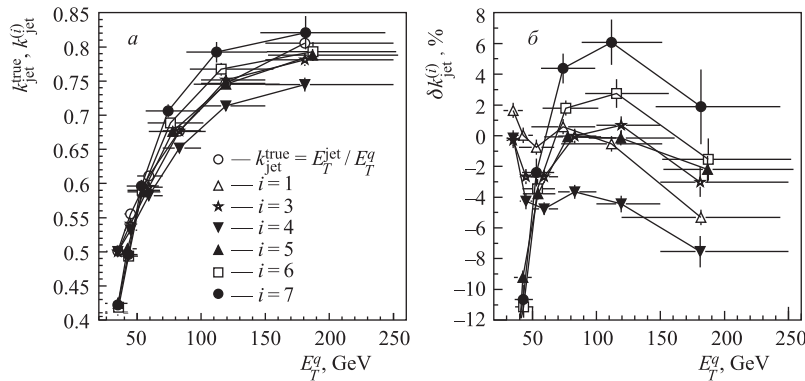 k_jet^true, k_jet^(i)
а
0.85
0.8
0.75
0.7
0.65
0.6
0.55
0.5
0.45
0.4
— k_jet^true = E_T^jet / E_T^q
— i = 1
— i = 3
— i = 4
— i = 5
— i = 6
— i = 7
50 100 150 200 250
E_T^q, GeV
δk_jet^(i), %
б
8
6
4
2
0
−2
−4
−6
−8
−10
−12
50 100 150 200 250
E_T^q, GeV